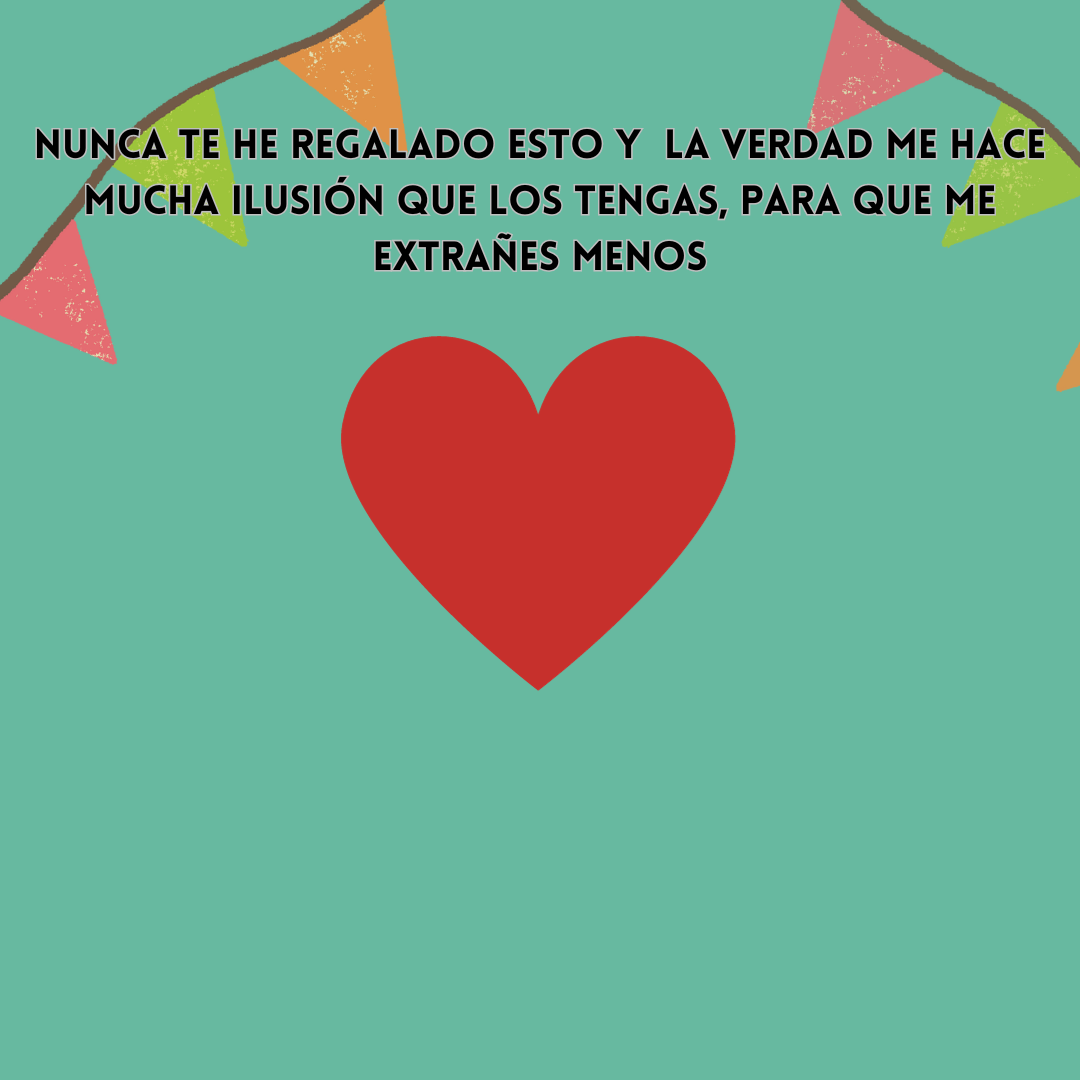 NUNCA TE HE REGALADO ESTO Y  LA VERDAD ME HACE
MUCHA ILUSIÓN QUE LOS TENGAS, PARA QUE ME
EXTRAÑES MENOS